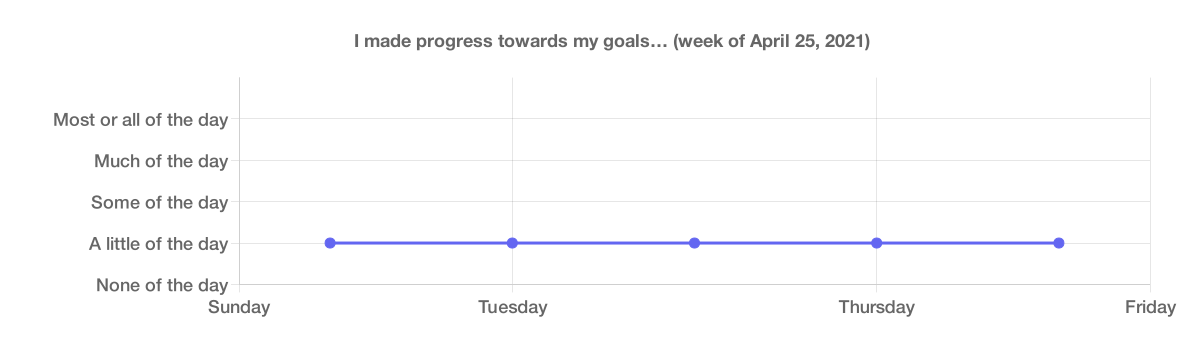 I made progress towards my goals... (week of April 25, 2021)
Most or all of the day
Much of the day
Some of the day
A little of the day
None of the day
Sunday Tuesday Thursday Friday